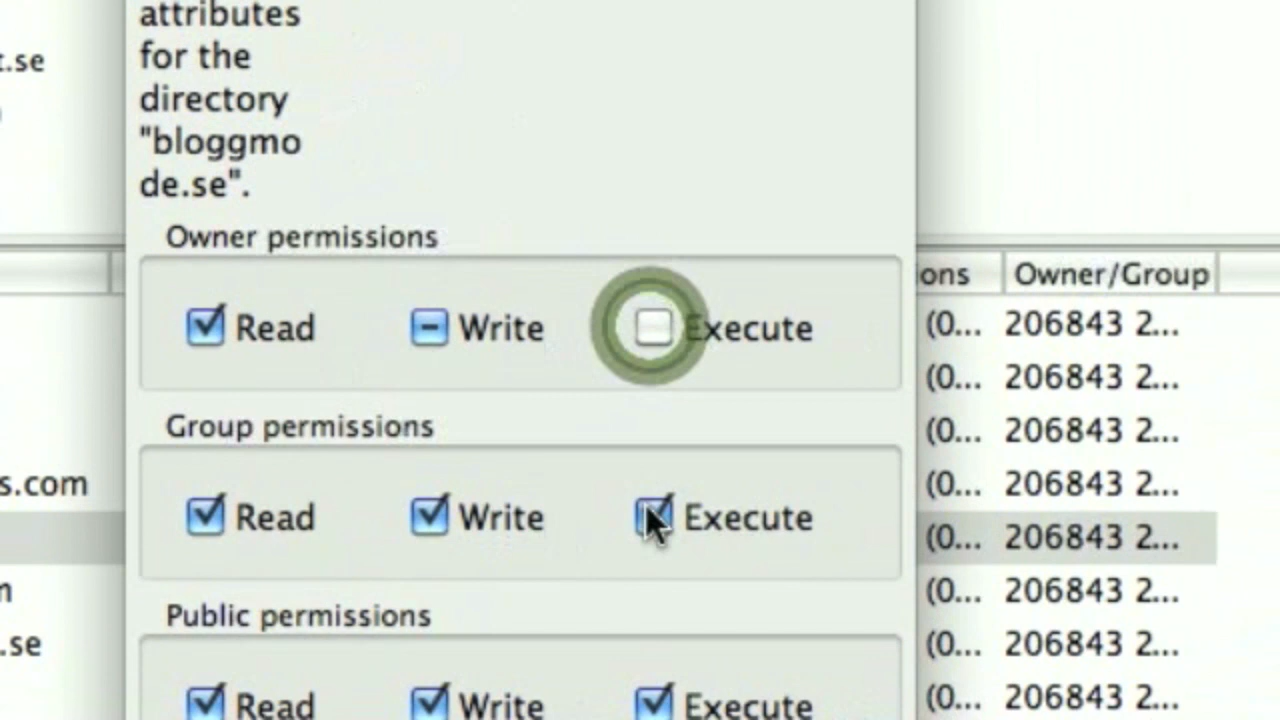 attributes
for the
directory
"bloggmo
de.se".
t.se
Owner permissions
Read Write Execute
ions Owner/Group
(0... 206843 2...
(0... 206843 2...
(0... 206843 2...
Group permissions
s.com
(0... 206843 2...
Read Write Execute
(0... 206843 2...
(0... 206843 2...
Public permissions
.se
(0... 206843 2...
Read Write Execute
(0... 206843 2...